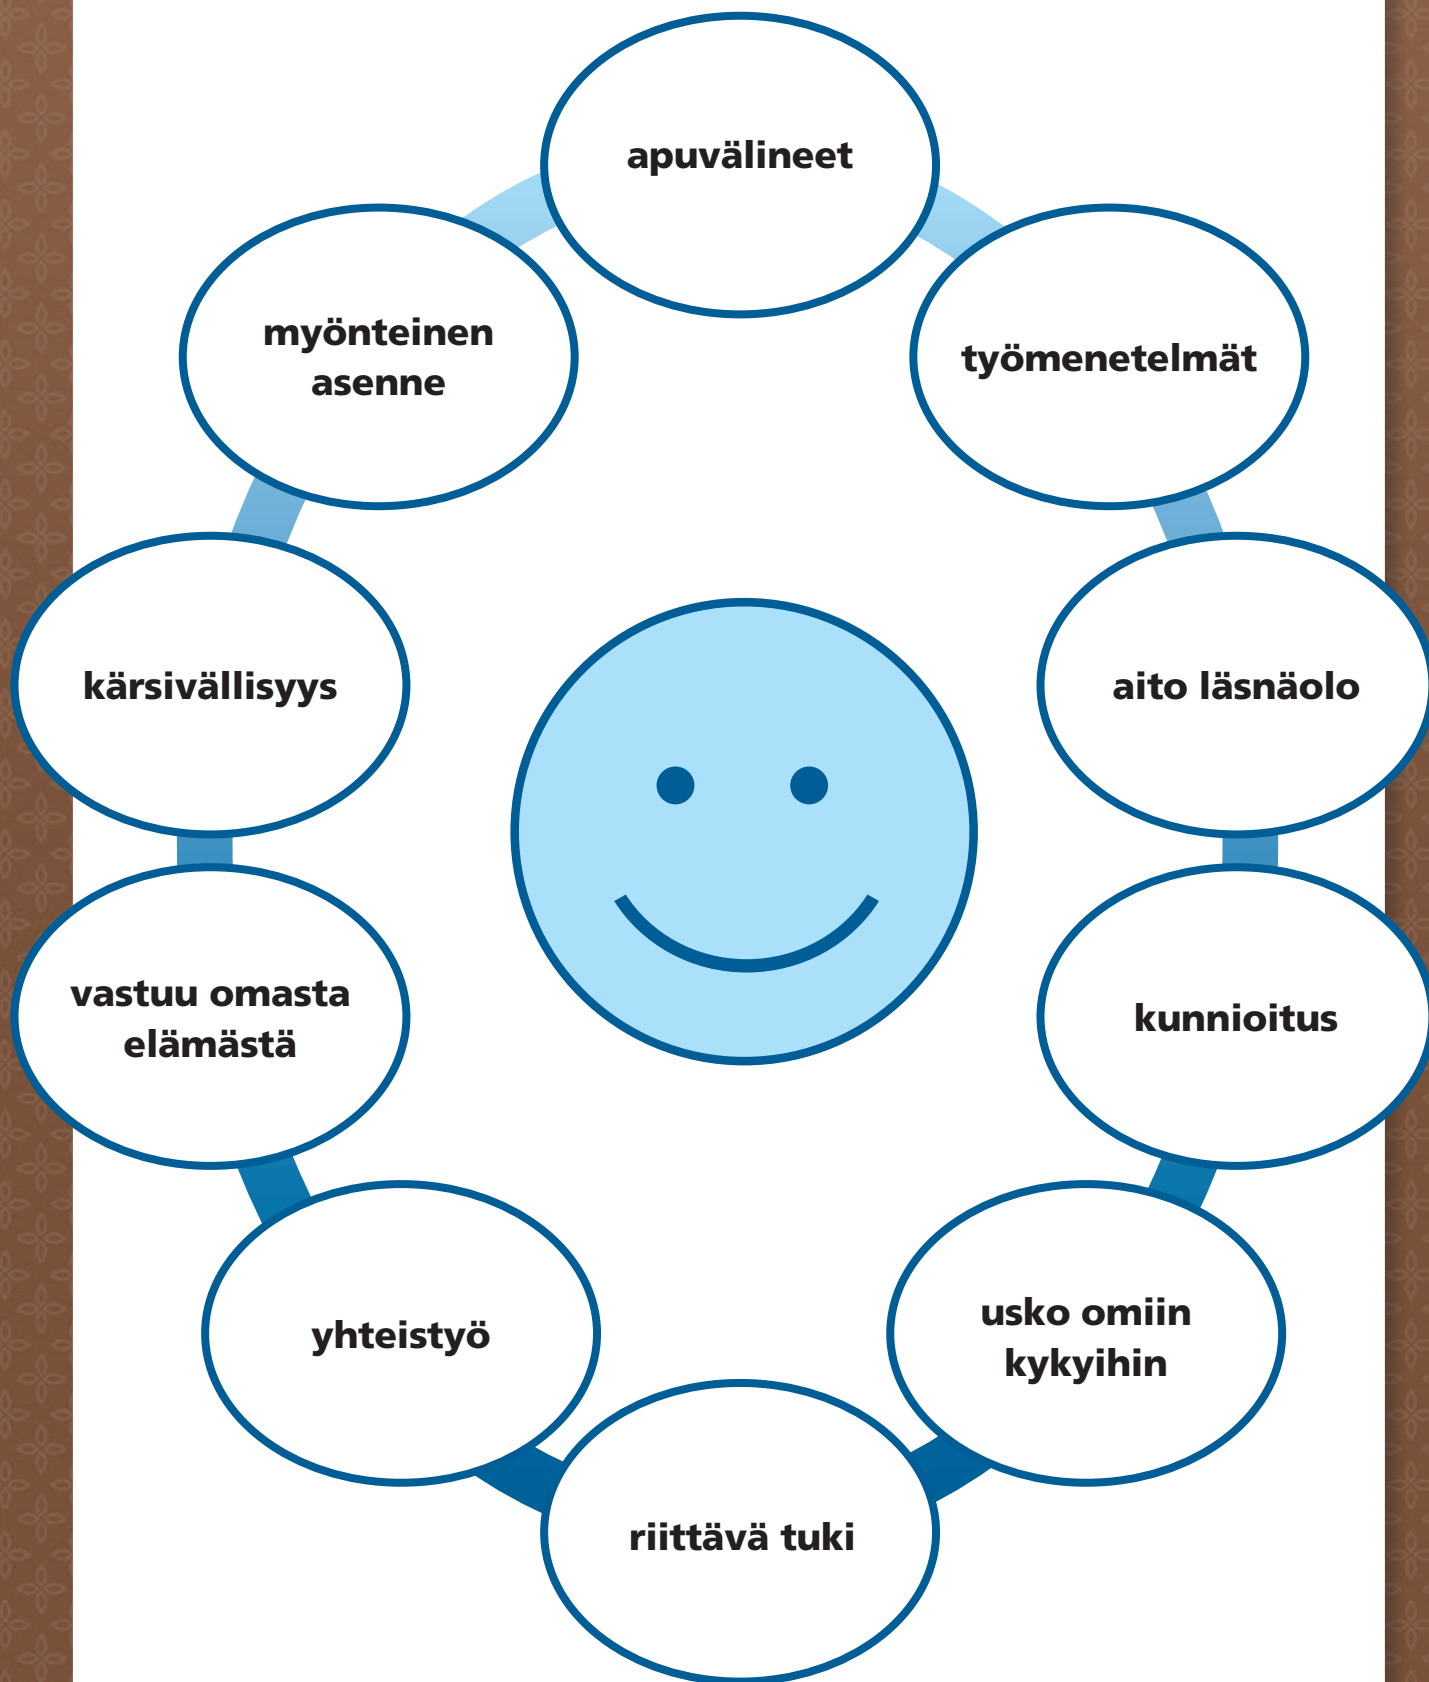 apuvälineet
myönteinen
asenne
työmenetelmät
kärsivällisyys
aito läsnäolo
vastuu omasta
elämästä
kunnioitus
yhteistyö
usko omiin
kykyihin
riittävä tuki